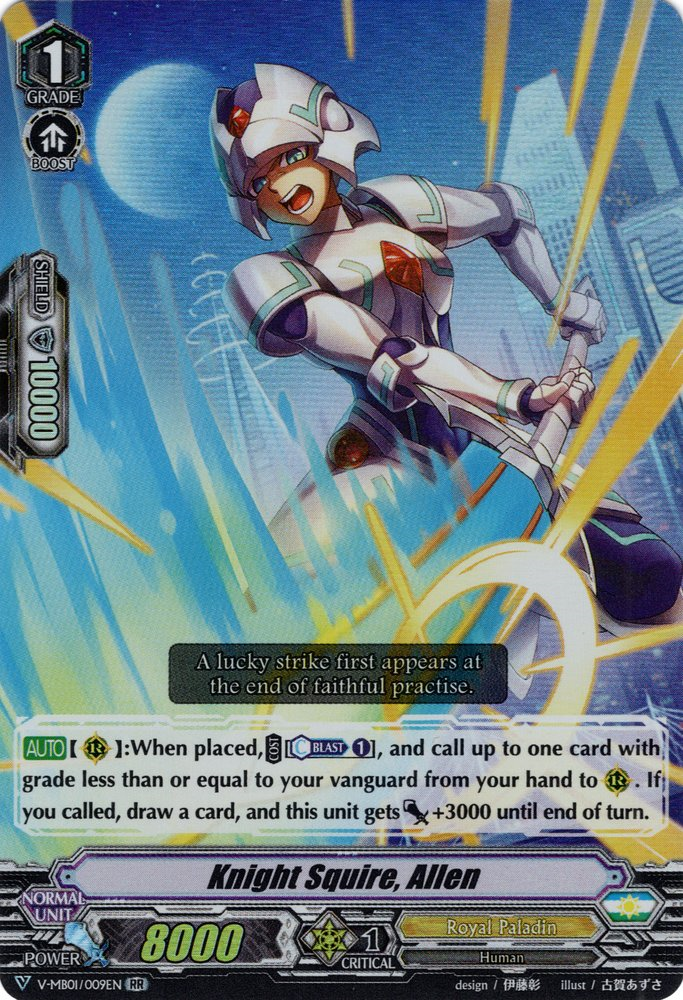 1
GRADE
BOOST
SHIELD
10000
A lucky strike first appears at
the end of faithful practise.
AUTO【R】:When placed, COST [C BLAST 1], and call up to one card with
grade less than or equal to your vanguard from your hand to R. If
you called, draw a card, and this unit gets +3000 until end of turn.
Knight Squire, Allen
NORMAL
UNIT
POWER 8000
1
CRITICAL
Royal Paladin
Human
V-MB01/009EN RR
design / 伊藤彰
illust / 古賀あずさ